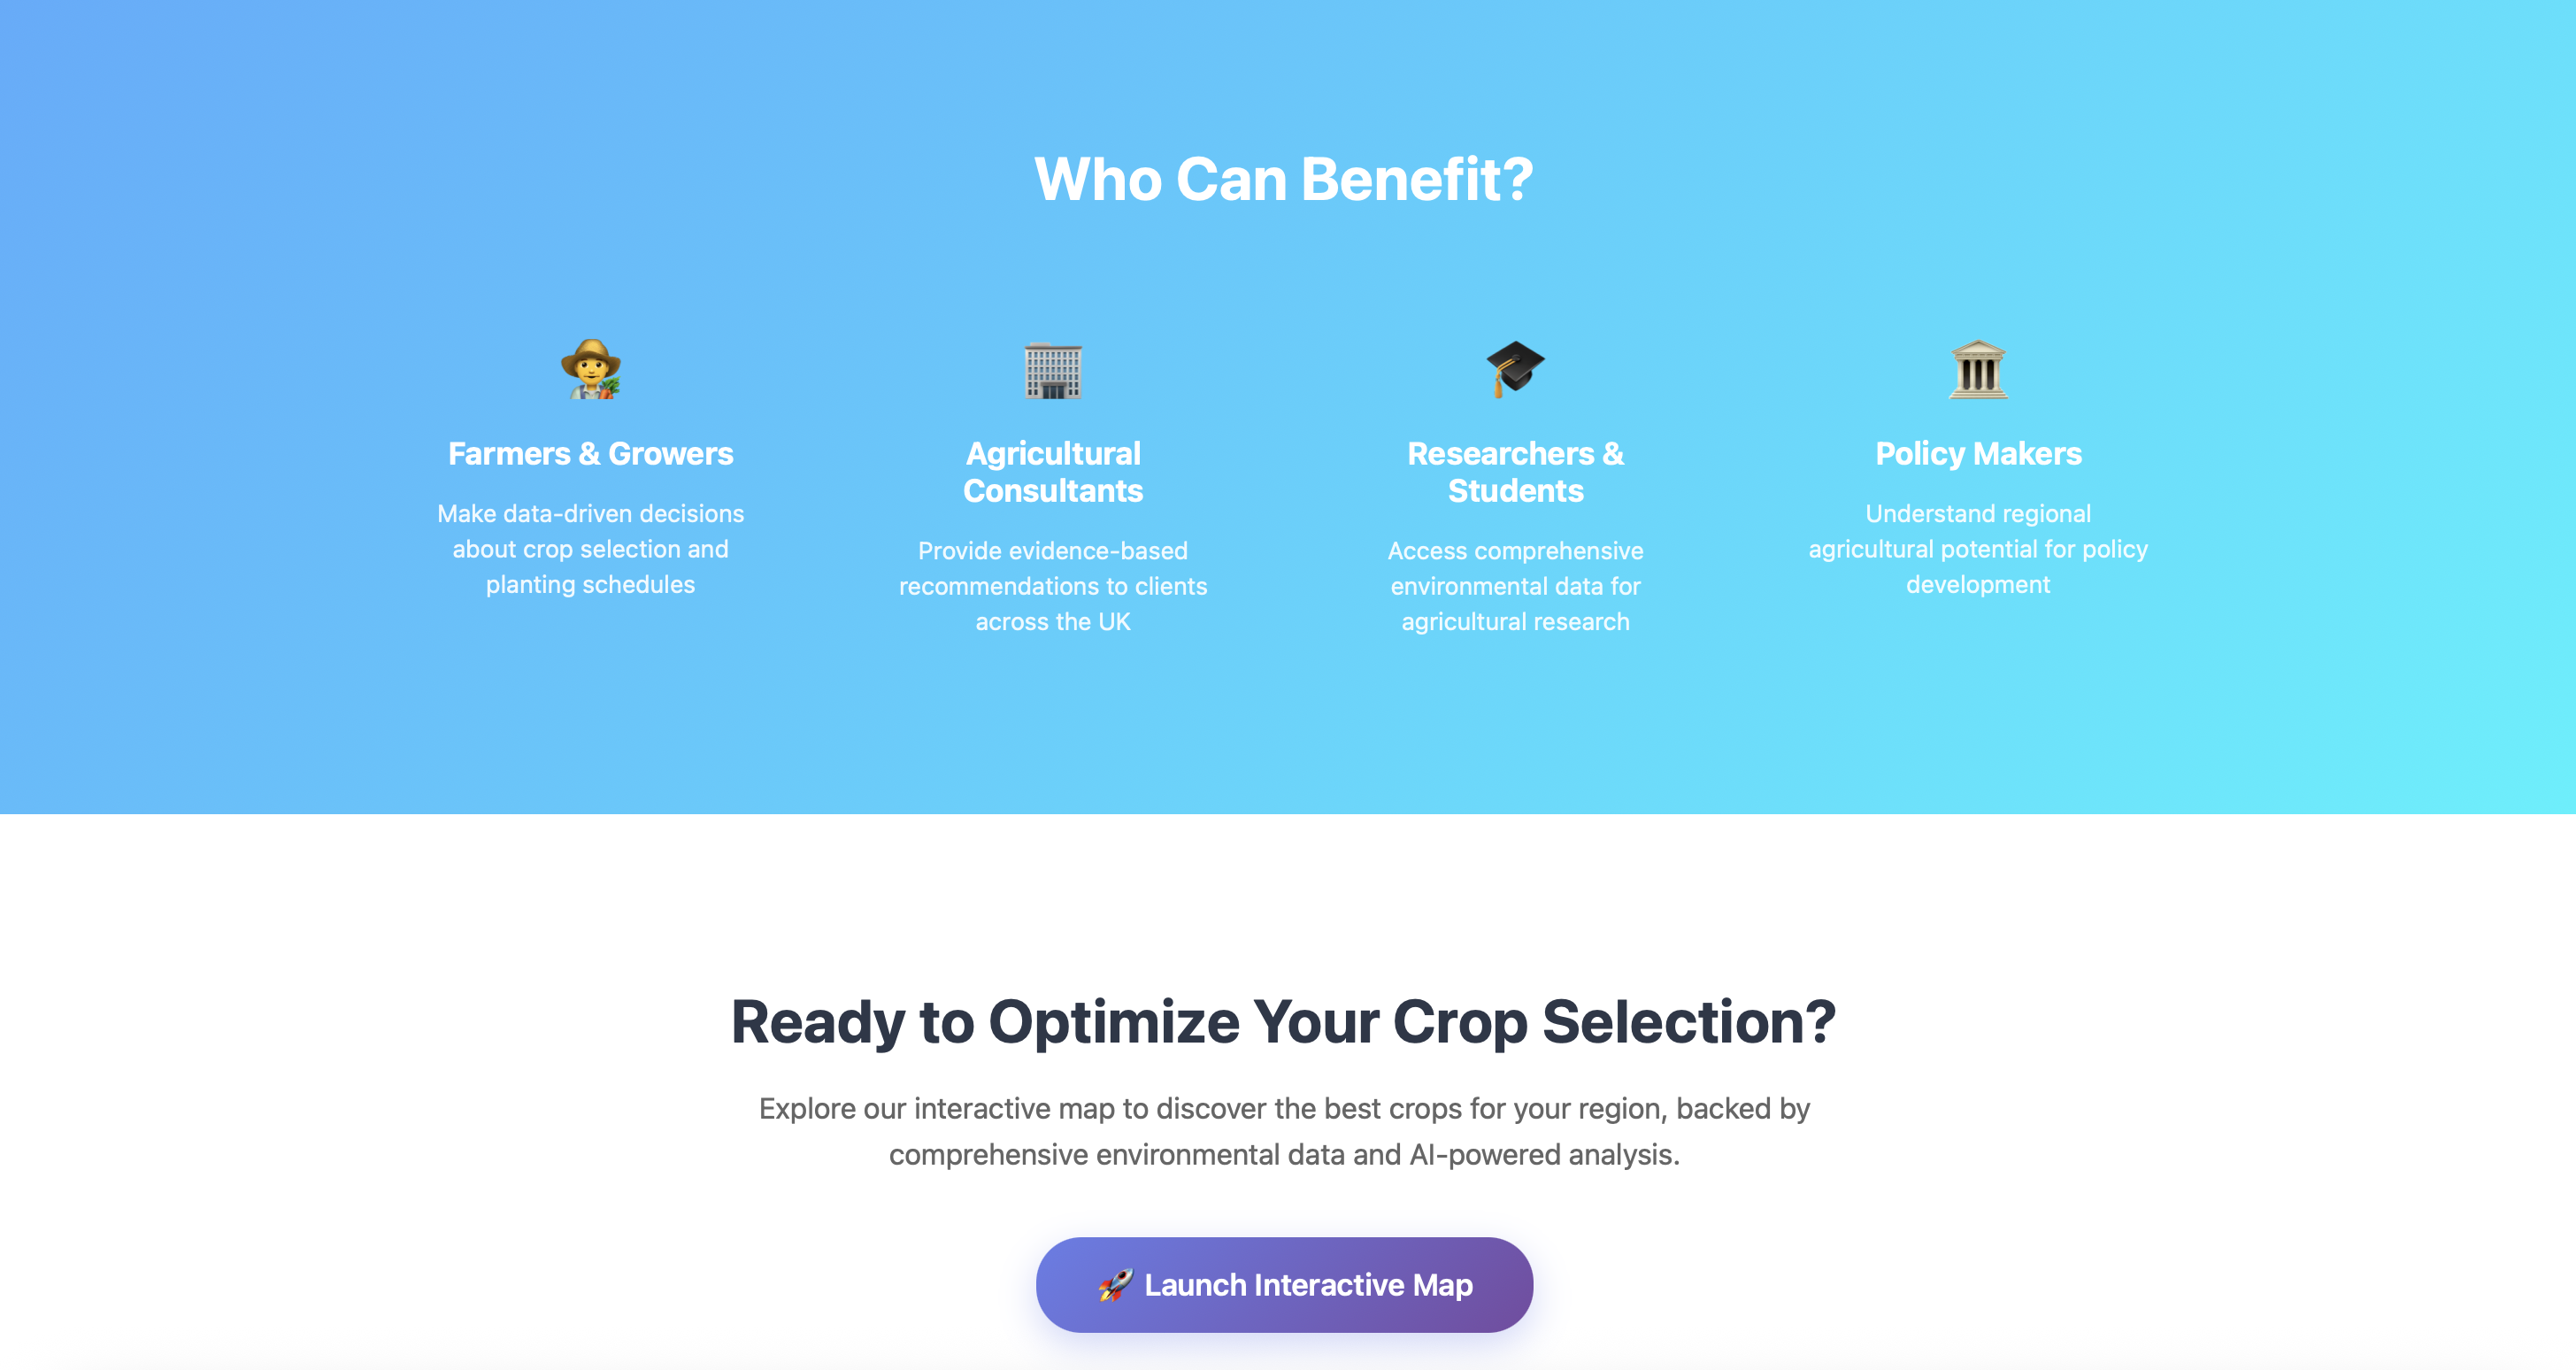 Who Can Benefit?
Farmers & Growers
Make data-driven decisions
about crop selection and
planting schedules
Agricultural
Consultants
Provide evidence-based
recommendations to clients
across the UK
Researchers &
Students
Access comprehensive
environmental data for
agricultural research
Policy Makers
Understand regional
agricultural potential for policy
development
Ready to Optimize Your Crop Selection?
Explore our interactive map to discover the best crops for your region, backed by
comprehensive environmental data and AI-powered analysis.
🚀 Launch Interactive Map